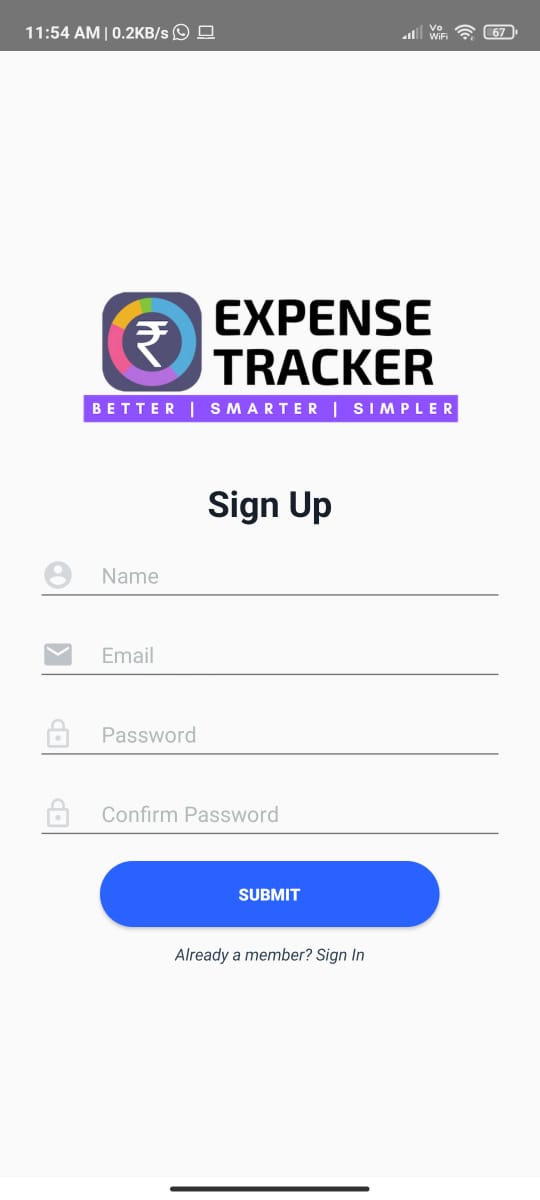 11:54 AM | 0.2KB/s
Vo
WiFi
67
₹
EXPENSE
TRACKER
BETTER | SMARTER | SIMPLER
Sign Up
Name
Email
Password
Confirm Password
SUBMIT
Already a member? Sign In